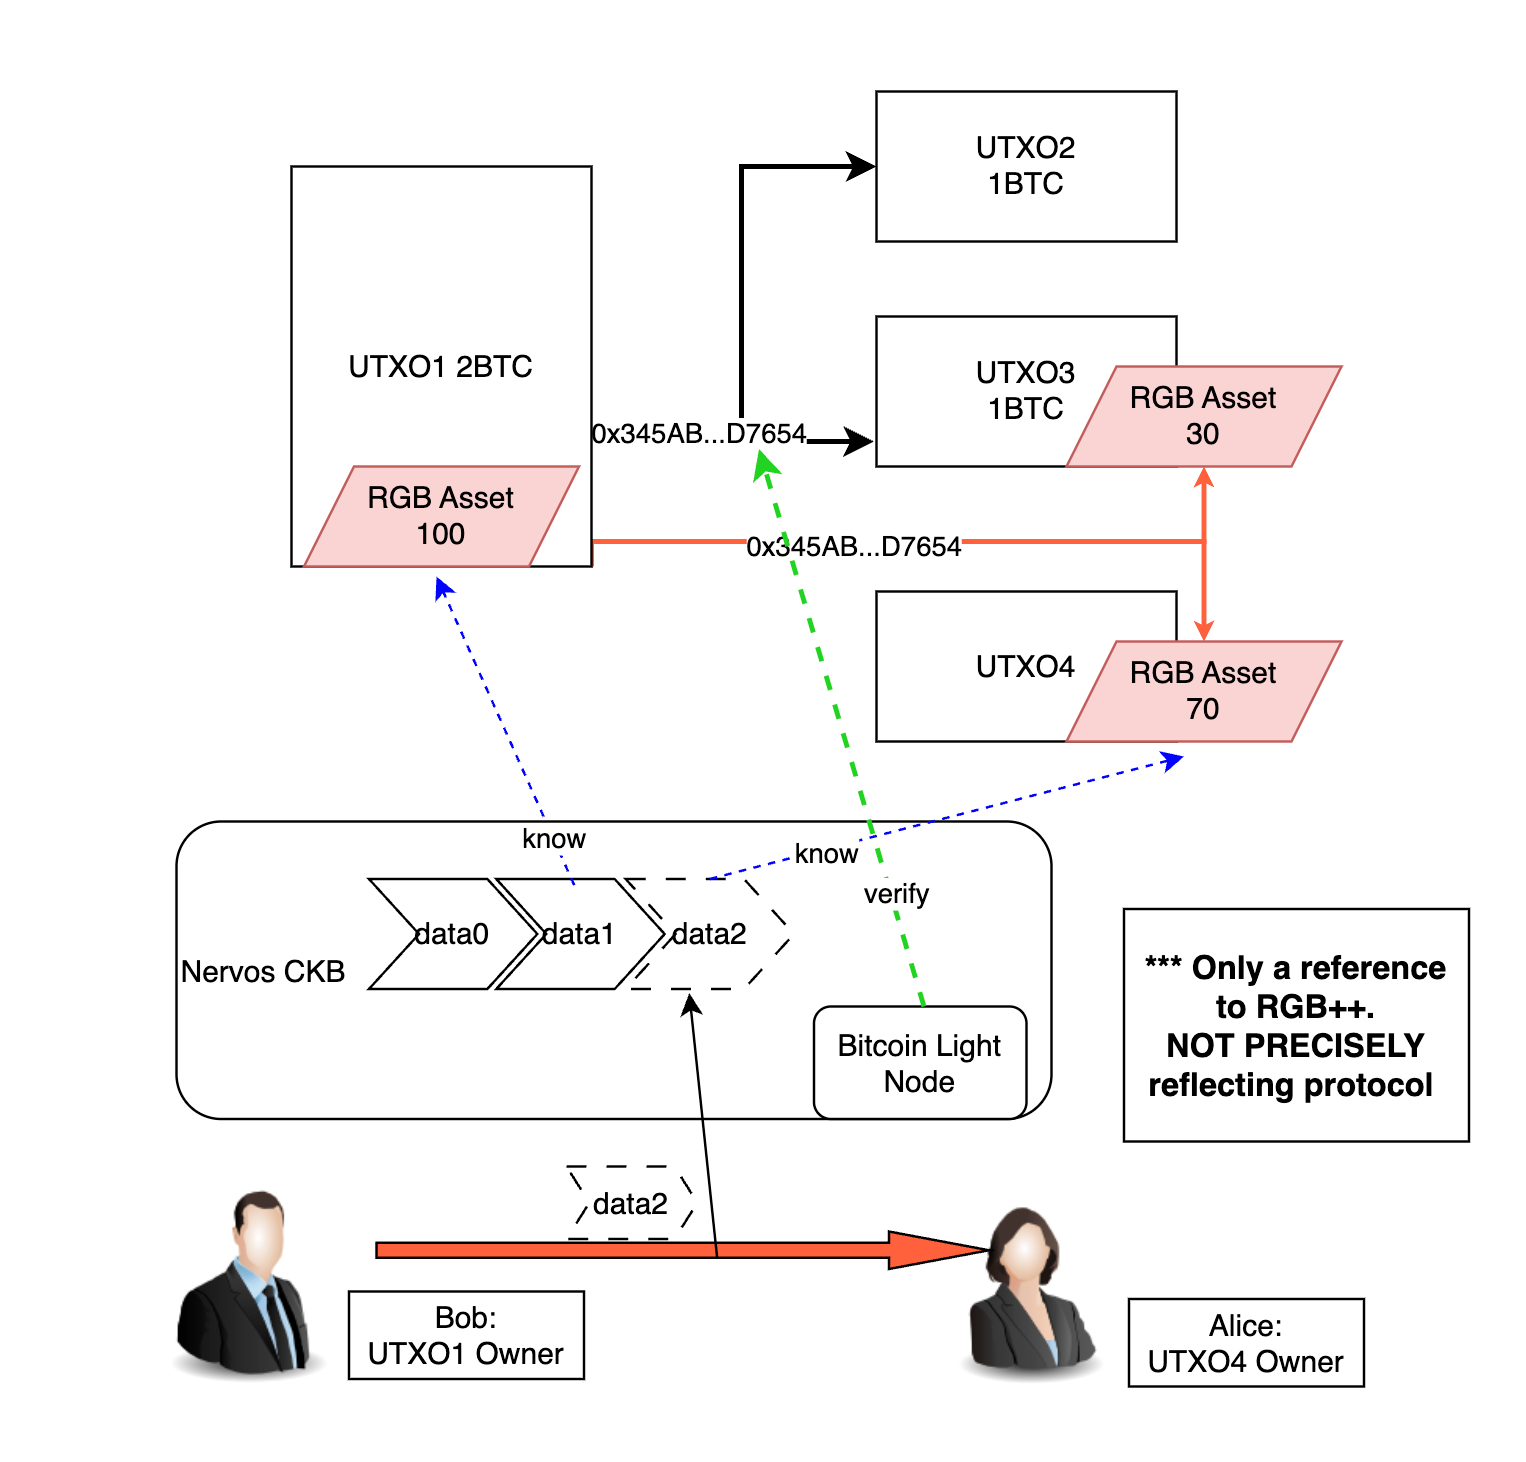 UTXO2
1BTC
UTXO1 2BTC
UTXO3
1BTC
RGB Asset
30
0x345AB...D7654
RGB Asset
100
0x345AB...D7654
UTXO4
RGB Asset
70
know
know
verify
data0
data1
data2
Nervos CKB
Bitcoin Light
Node
*** Only a reference
to RGB++.
NOT PRECISELY
reflecting protocol
data2
Bob:
UTXO1 Owner
Alice:
UTXO4 Owner